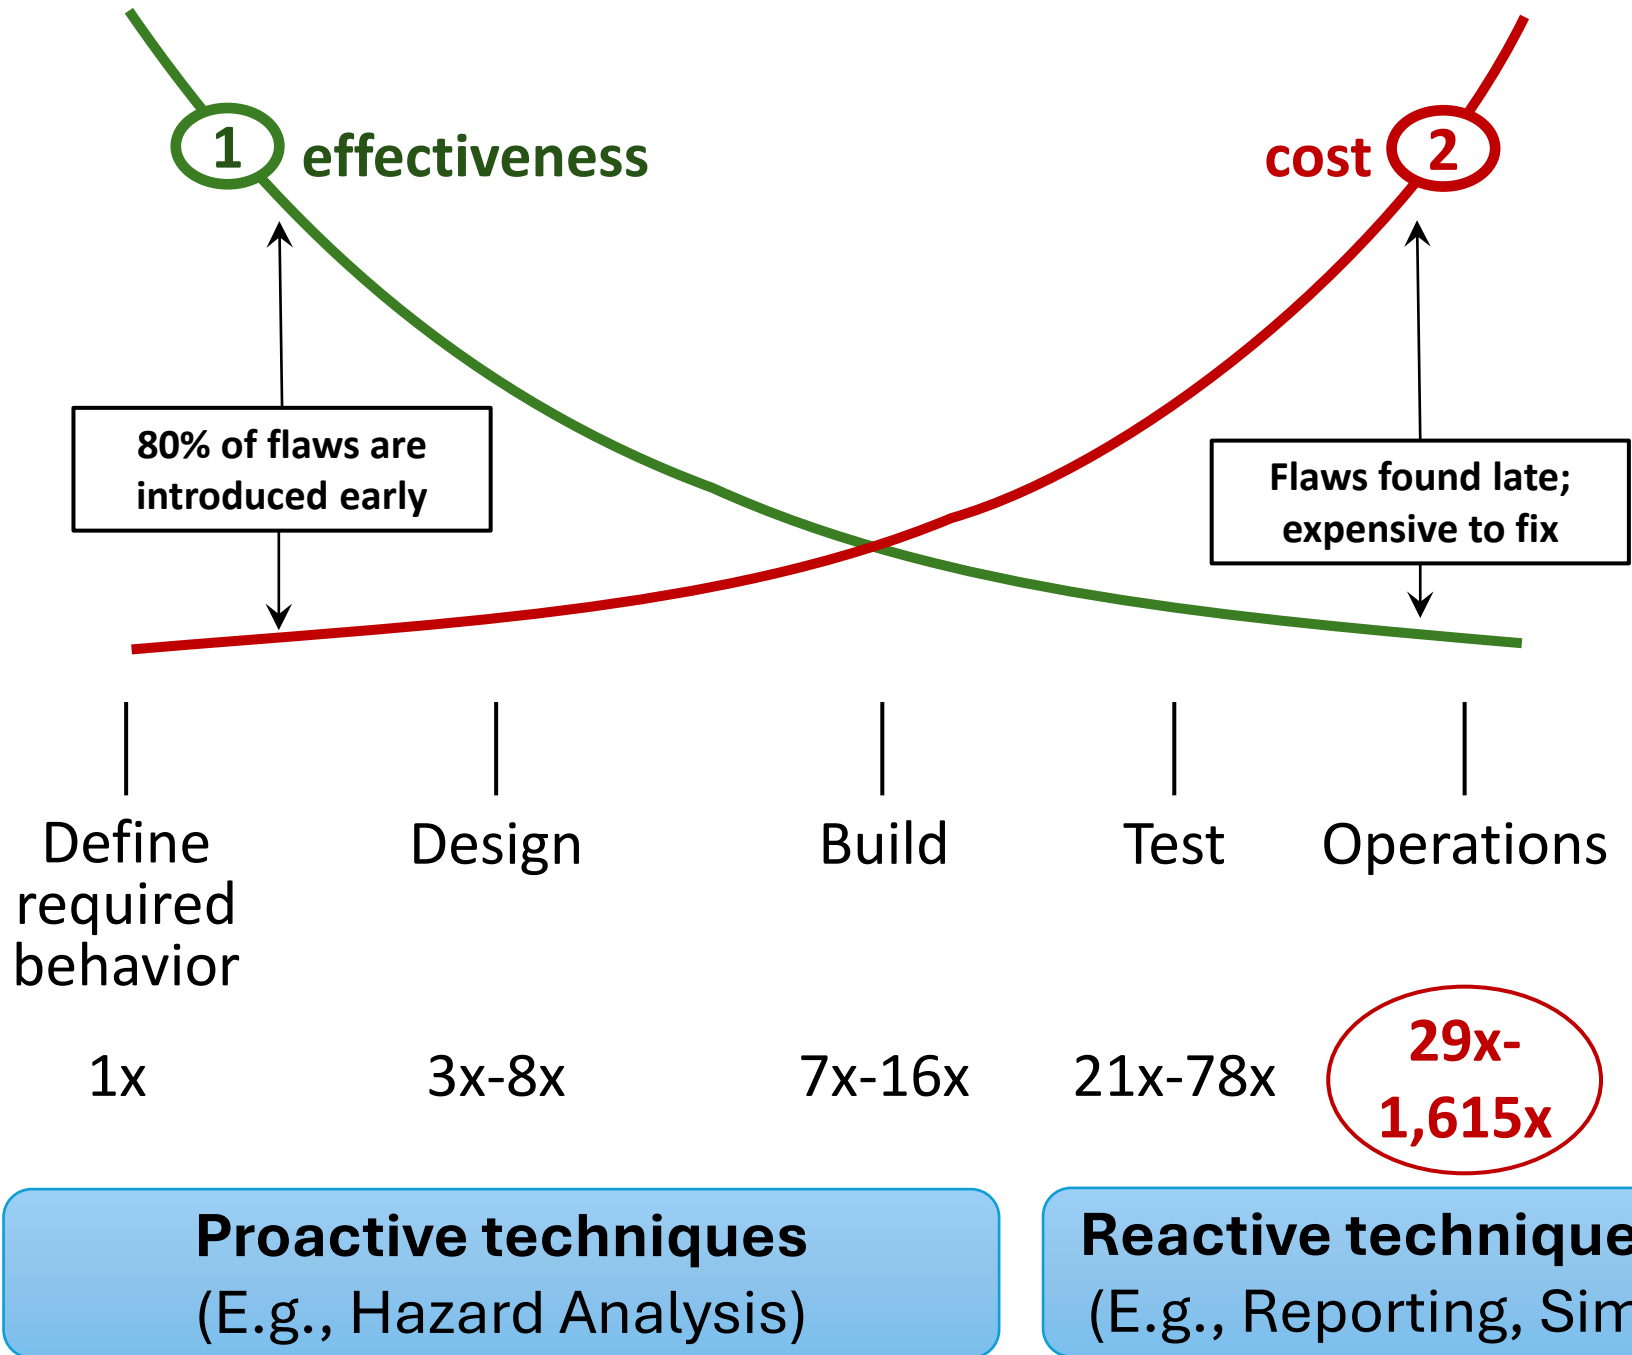 1 effectiveness
cost 2
80% of flaws are
introduced early
Flaws found late;
expensive to fix
Define
required
behavior
Design
Build
Test
Operations
1x
3x-8x
7x-16x
21x-78x
29x-
1,615x
Proactive techniques
(E.g., Hazard Analysis)
Reactive technique
(E.g., Reporting, Sim